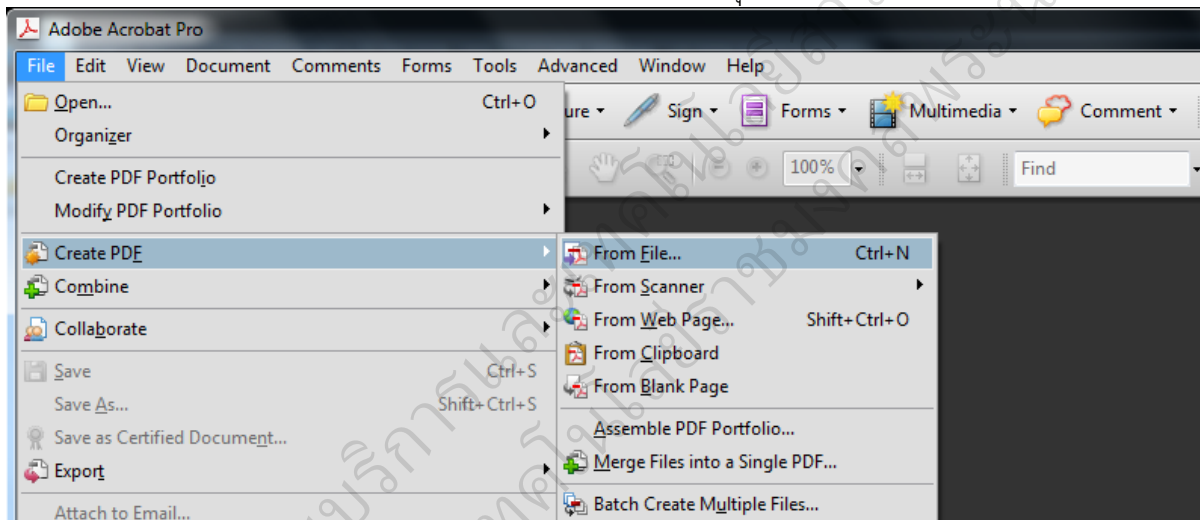 Adobe Acrobat Pro
File Edit View Document Comments Forms Tools Advanced Window Help
Open... Ctrl+O
ure Sign Forms Multimedia Comment
Organizer
100% Find
Create PDF Portfolio
Modify PDF Portfolio
Create PDF
From File... Ctrl+N
Combine
From Scanner
Collaborate
From Web Page... Shift+Ctrl+O
From Clipboard
Save Ctrl+S
From Blank Page
Save As... Shift+Ctrl+S
Assemble PDF Portfolio...
Save as Certified Document...
Merge Files into a Single PDF...
Export
Batch Create Multiple Files...
Attach to Email...